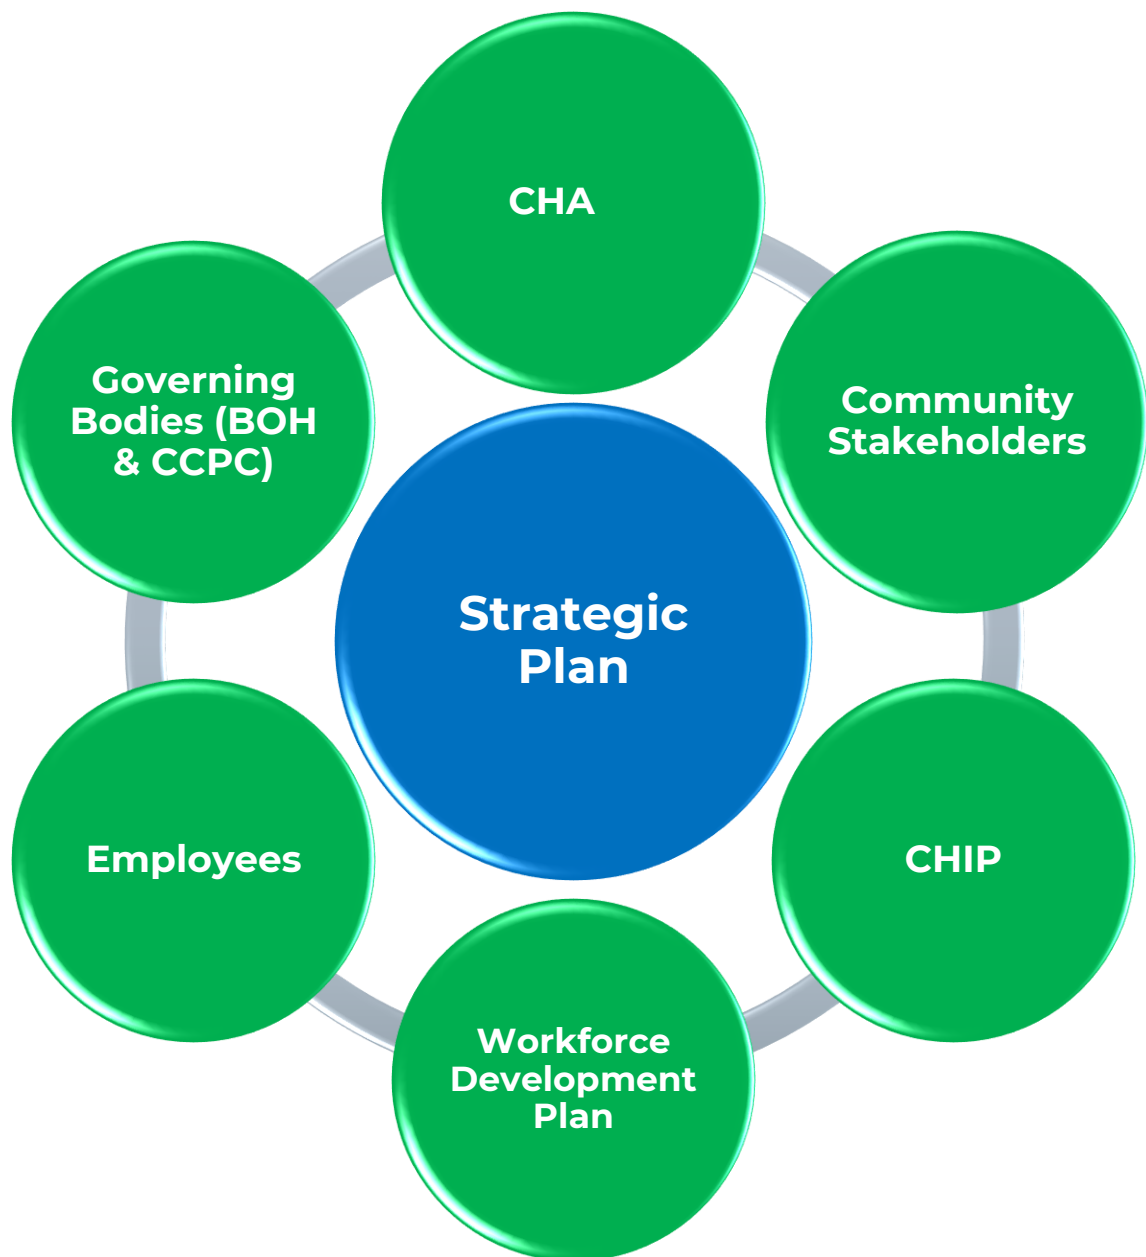 CHA
Governing
Bodies (BOH
& CCPC)
Community
Stakeholders
Strategic
Plan
Employees
CHIP
Workforce
Development
Plan